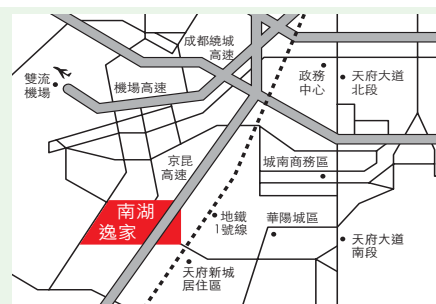 成都繞城
高速
雙流
機場
機場高速
政務
中心
天府大道
北段
京昆
高速
城南商務區
南湖
逸家
地鐵
1號線
華陽城區
天府大道
南段
天府新城
居住區